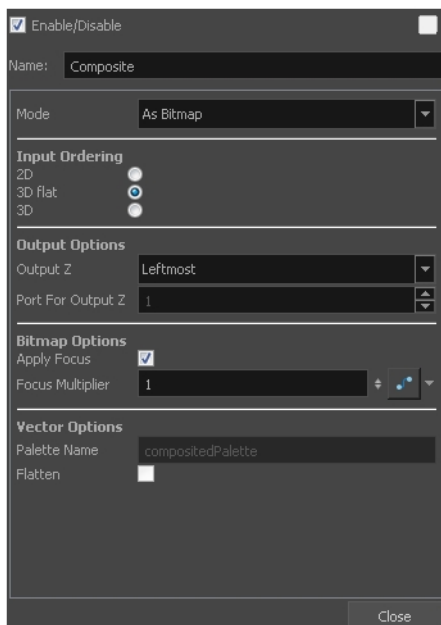 Enable/Disable
Name: Composite
Mode As Bitmap
Input Ordering
2D
3D flat
3D
Output Options
Output Z Leftmost
Port For Output Z 1
Bitmap Options
Apply Focus
Focus Multiplier 1
Vector Options
Palette Name compositedPalette
Flatten
Close